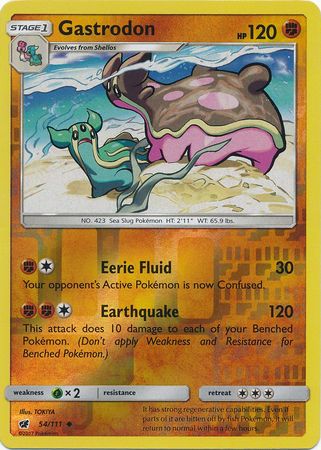 STAGE 1
Gastrodon
HP 120
Evolves from Shellos
NO. 423 Sea Slug Pokémon HT: 2'11" WT: 65.9 lbs.
Eerie Fluid 30
Your opponent's Active Pokémon is now Confused.
Earthquake 120
This attack does 10 damage to each of your Benched
Pokémon. (Don't apply Weakness and Resistance for
Benched Pokémon.)
weakness × 2 resistance retreat
Illus. TOKIYA
54/111
©2017 Pokémon
It has strong regenerative capabilities. Even if
parts of it are bitten off by fish Pokémon, it will
return to normal within a few hours.